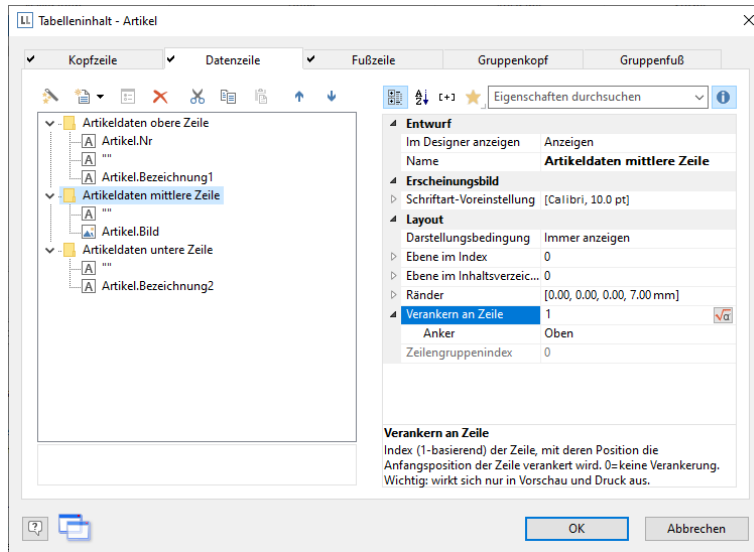 LL Tabelleninhalt - Artikel
Kopfzeile Datenzeile Fußzeile Gruppenkopf Gruppenfuß
Eigenschaften durchsuchen
Artikeldaten obere Zeile
Artikel.Nr
""
Artikel.Bezeichnung1
Artikeldaten mittlere Zeile
""
Artikel.Bild
Artikeldaten untere Zeile
""
Artikel.Bezeichnung2
Entwurf
Im Designer anzeigen Anzeigen
Name Artikeldaten mittlere Zeile
Erscheinungsbild
Schriftart-Voreinstellung [Calibri, 10.0 pt]
Layout
Darstellungsbedingung Immer anzeigen
Ebene im Index 0
Ebene im Inhaltsverzeic... 0
Ränder [0.00, 0.00, 0.00, 7.00 mm]
Verankern an Zeile 1
Anker Oben
Zeilengruppenindex 0
Verankern an Zeile
Index (1-basierend) der Zeile, mit deren Position die
Anfangsposition der Zeile verankert wird. 0=keine Verankerung.
Wichtig: wirkt sich nur in Vorschau und Druck aus.
OK Abbrechen